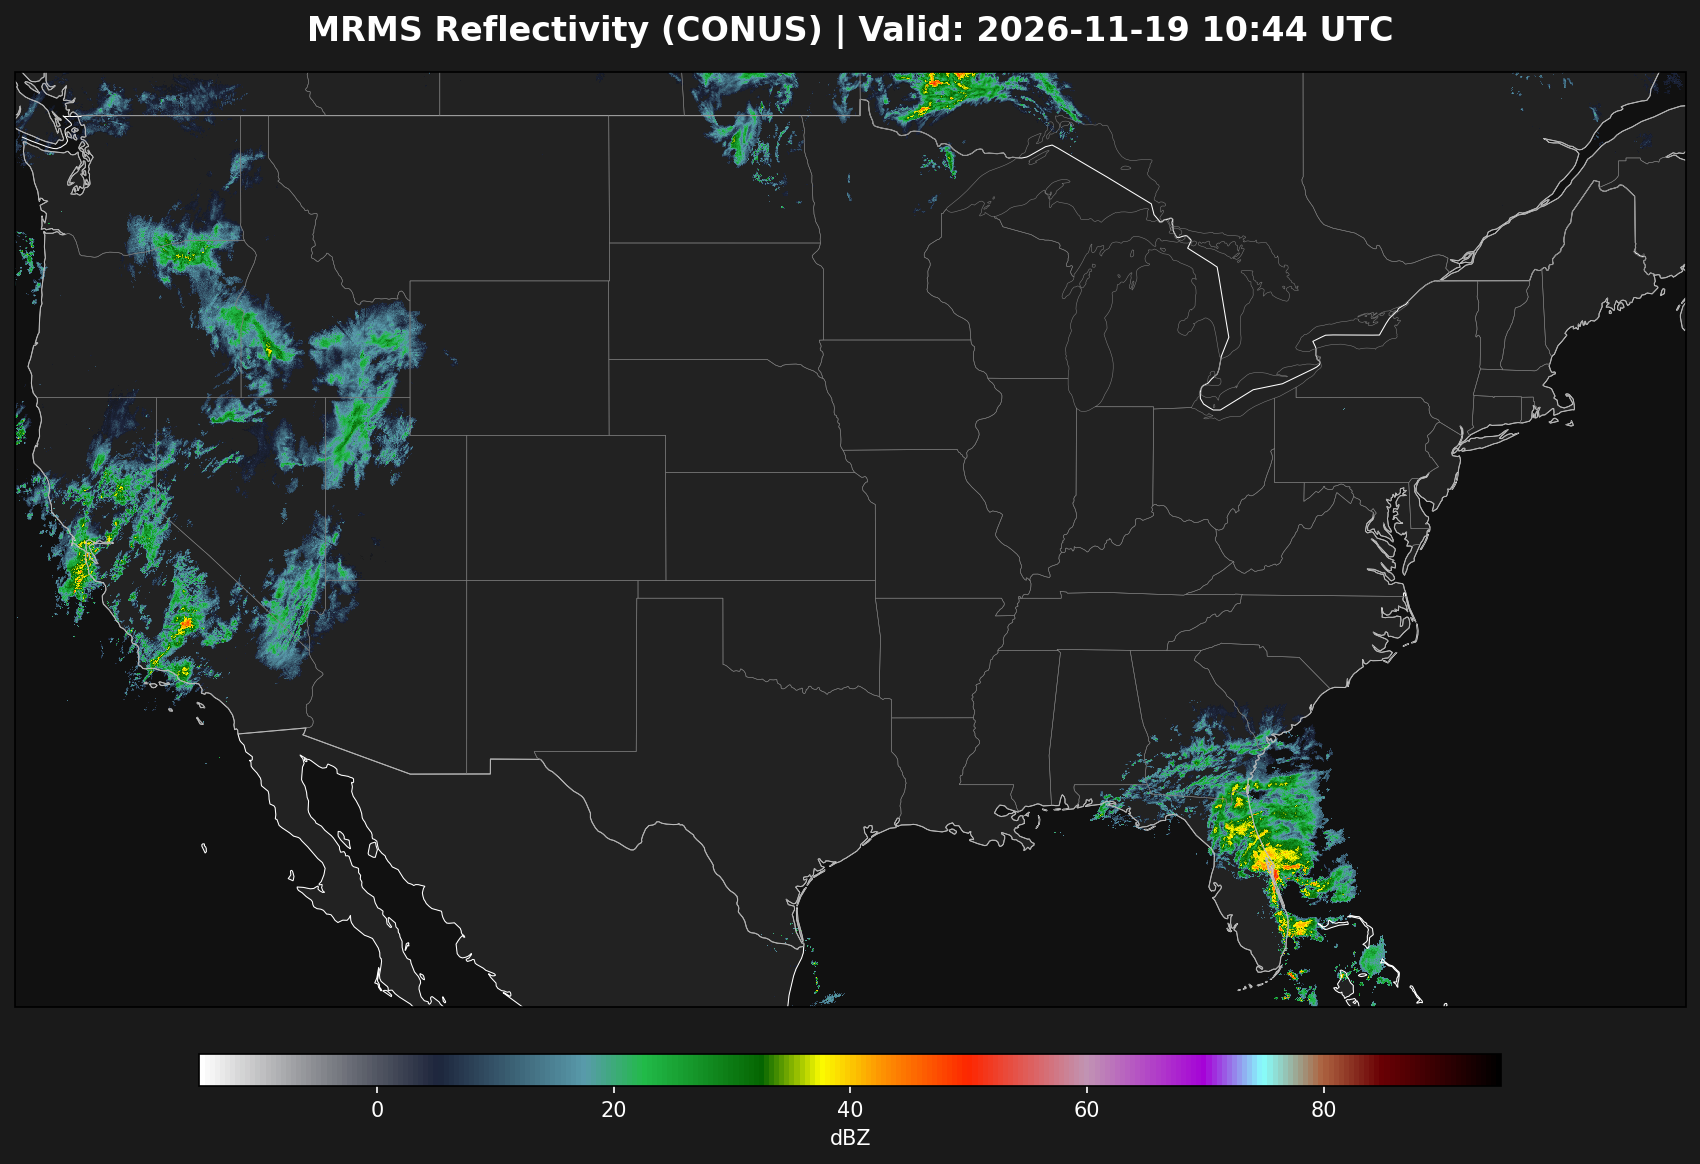 MRMS Reflectivity (CONUS) | Valid: 2026-11-19 10:44 UTC
0 20 40 60 80
dBZ